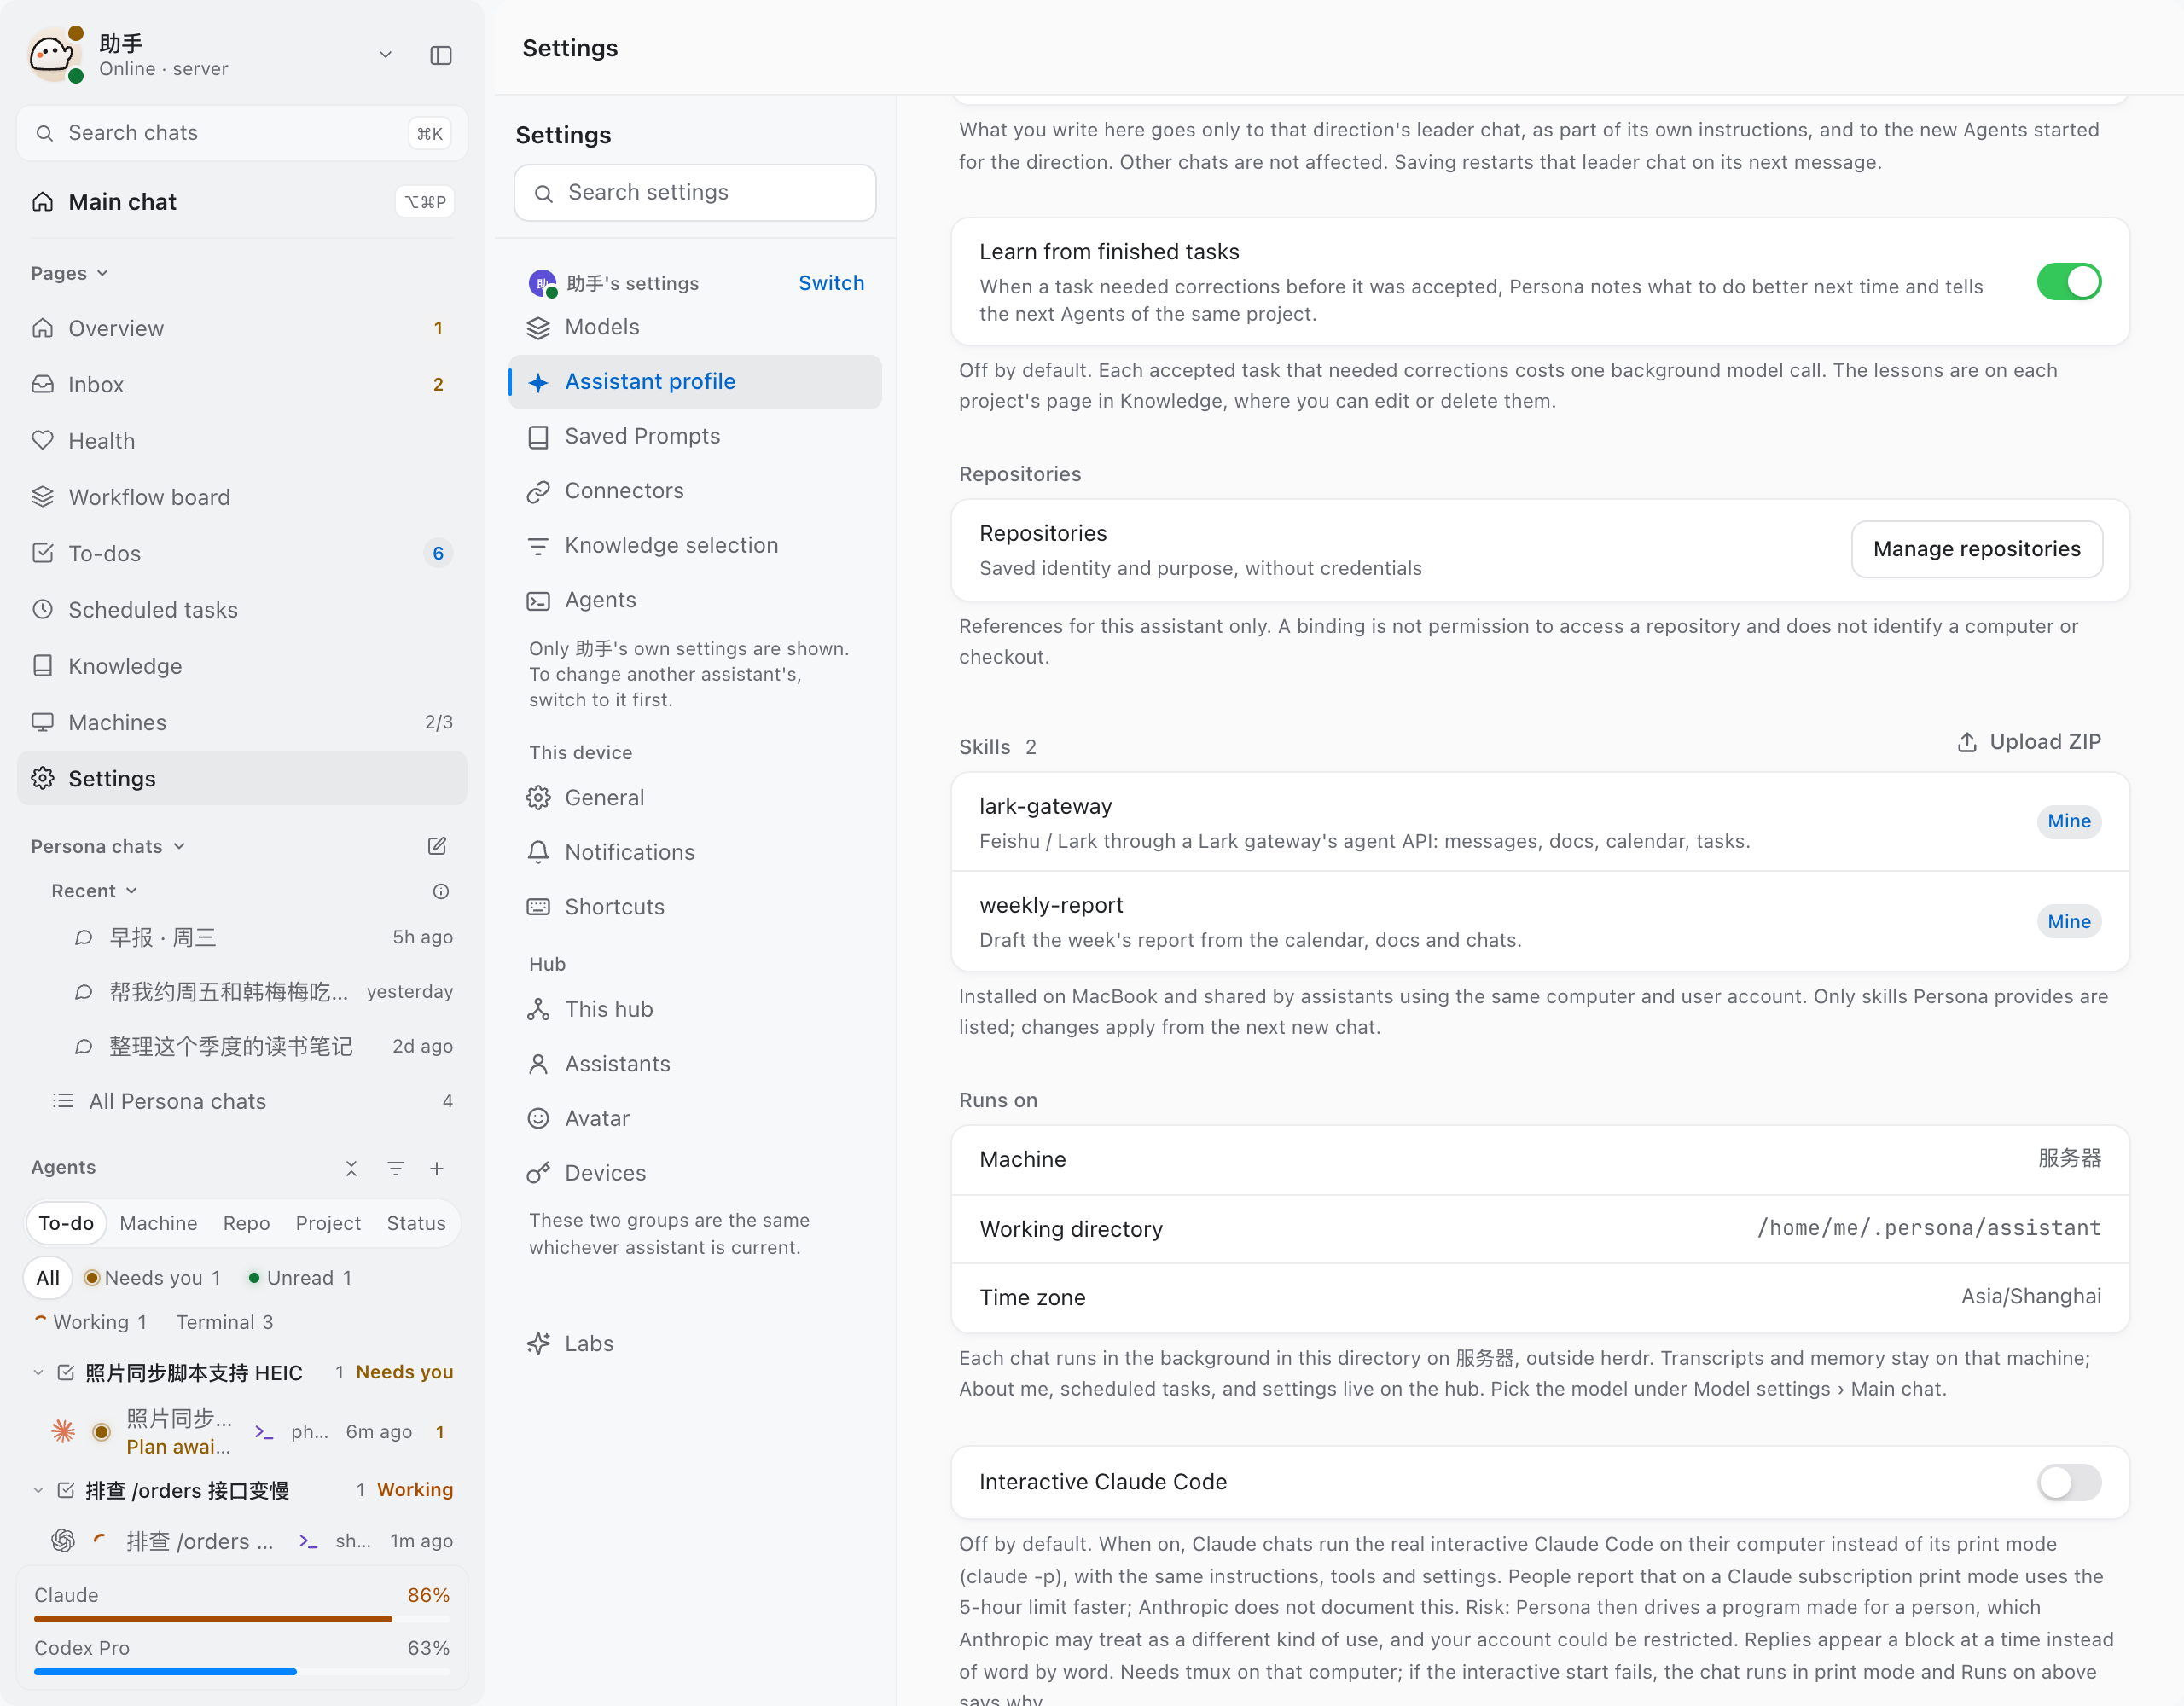 助手
Online · server
Search chats
⌘K
Main chat
⌥⌘P
Pages
Overview
1
Inbox
2
Health
Workflow board
To-dos
6
Scheduled tasks
Knowledge
Machines
2/3
Settings
Persona chats
Recent
早报 · 周三
5h ago
帮我约周五和韩梅梅吃...
yesterday
整理这个季度的读书笔记
2d ago
All Persona chats
4
Agents
To-do
Machine
Repo
Project
Status
All
Needs you 1
Unread 1
Working 1
Terminal 3
照片同步脚本支持 HEIC
1 Needs you
照片同步...
Plan awai...
ph...
6m ago
1
排查 /orders 接口变慢
1 Working
排查 /orders ...
sh...
1m ago
Claude
86%
Codex Pro
63%
Settings
Settings
Search settings
助
助手's settings
Switch
Models
Assistant profile
Saved Prompts
Connectors
Knowledge selection
Agents
Only 助手's own settings are shown.
To change another assistant's,
switch to it first.
This device
General
Notifications
Shortcuts
Hub
This hub
Assistants
Avatar
Devices
These two groups are the same
whichever assistant is current.
Labs
What you write here goes only to that direction's leader chat, as part of its own instructions, and to the new Agents started
for the direction. Other chats are not affected. Saving restarts that leader chat on its next message.
Learn from finished tasks
When a task needed corrections before it was accepted, Persona notes what to do better next time and tells
the next Agents of the same project.
Off by default. Each accepted task that needed corrections costs one background model call. The lessons are on each
project's page in Knowledge, where you can edit or delete them.
Repositories
Repositories
Saved identity and purpose, without credentials
Manage repositories
References for this assistant only. A binding is not permission to access a repository and does not identify a computer or
checkout.
Skills 2
Upload ZIP
lark-gateway
Feishu / Lark through a Lark gateway's agent API: messages, docs, calendar, tasks.
Mine
weekly-report
Draft the week's report from the calendar, docs and chats.
Mine
Installed on MacBook and shared by assistants using the same computer and user account. Only skills Persona provides are
listed; changes apply from the next new chat.
Runs on
Machine
服务器
Working directory
/home/me/.persona/assistant
Time zone
Asia/Shanghai
Each chat runs in the background in this directory on 服务器, outside herdr. Transcripts and memory stay on that machine;
About me, scheduled tasks, and settings live on the hub. Pick the model under Model settings › Main chat.
Interactive Claude Code
Off by default. When on, Claude chats run the real interactive Claude Code on their computer instead of its print mode
(claude -p), with the same instructions, tools and settings. People report that on a Claude subscription print mode uses the
5-hour limit faster; Anthropic does not document this. Risk: Persona then drives a program made for a person, which
Anthropic may treat as a different kind of use, and your account could be restricted. Replies appear a block at a time instead
of word by word. Needs tmux on that computer; if the interactive start fails, the chat runs in print mode and Runs on above
says why.